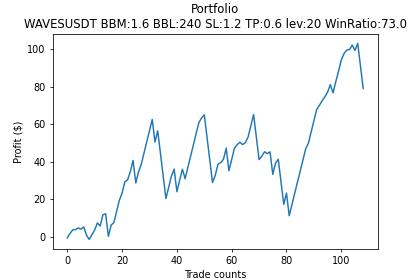 Portfolio
WAVESUSDT BBM:1.6 BBL:240 SL:1.2 TP:0.6 lev:20 WinRatio:73.0
100
80
60
40
20
0
Profit ($)
0 20 40 60 80 100
Trade counts